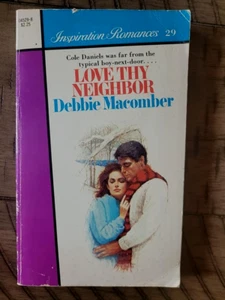 Inspiration Romances 29
Cole Daniels was far from the
typical boy-next-door. . . .
LOVE THY
NEIGHBOR
Debbie Macomber